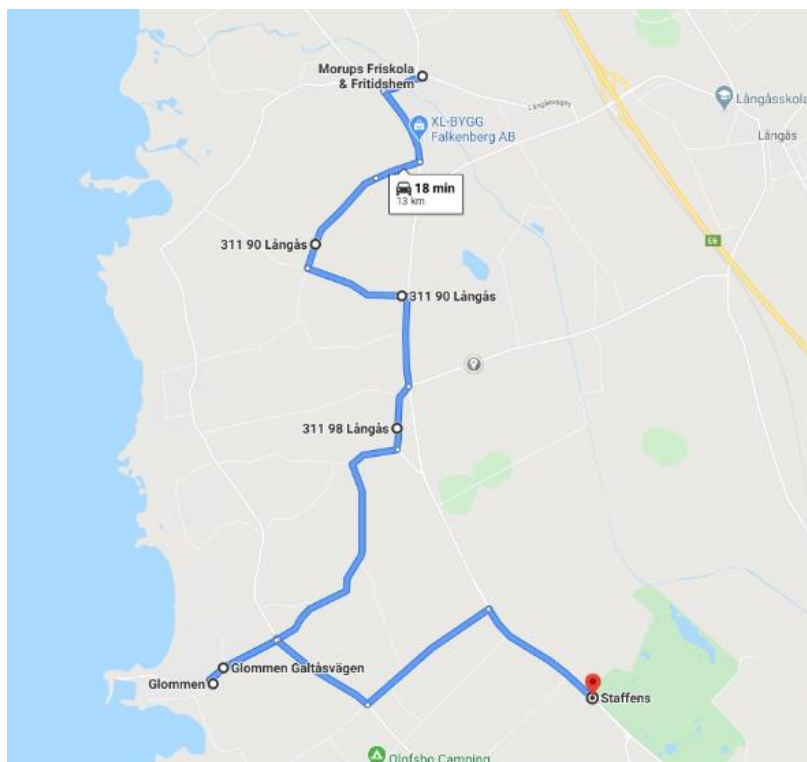 Morups Friskola
& Fritidshem
Långåsvägen
Långåsskola
Långås
XL-BYGG
Falkenberg AB
18 min
13 km
311 90 Långås
E6
311 90 Långås
311 98 Långås
Glommen Galtåsvägen
Glommen
Staffens
Olofsbo Camping